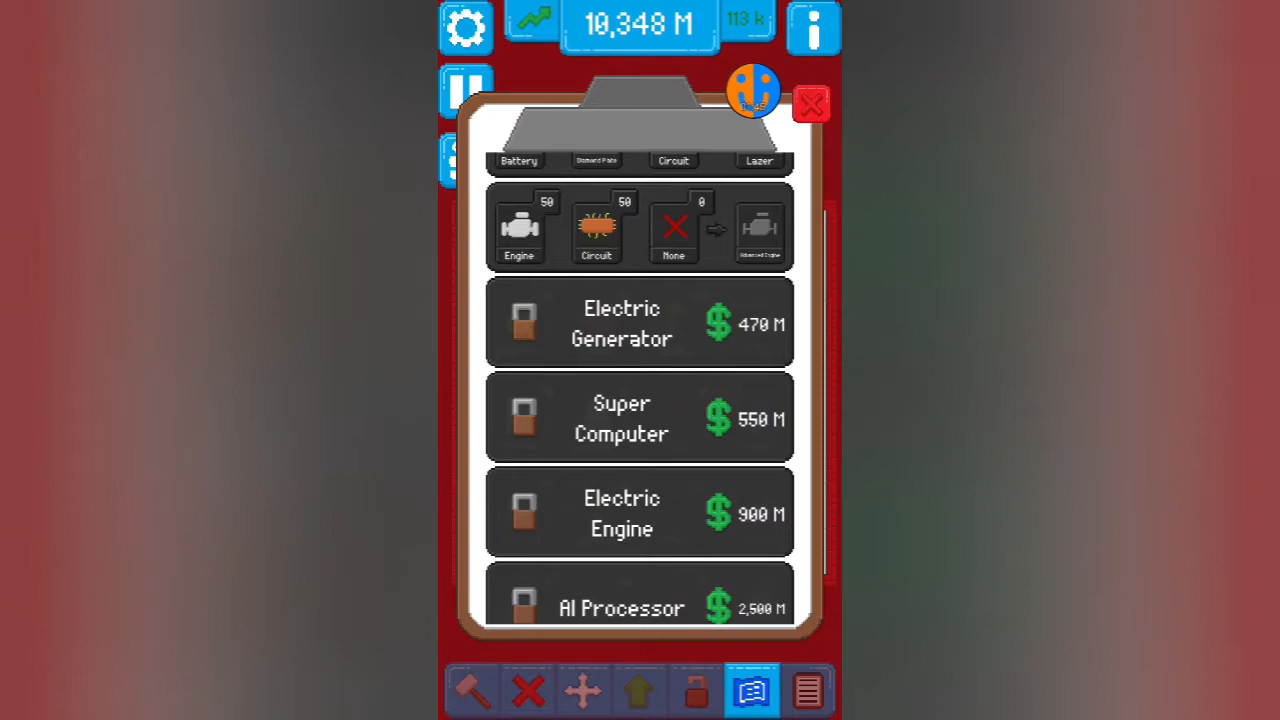 10,348 M
113 k
Battery Diamond Plate Circuit Lazer
50 50 0
Engine Circuit None Advanced Engine
Electric
Generator
$ 470 M
Super
Computer
$ 550 M
Electric
Engine
$ 900 M
AI Processor $ 2,500 M